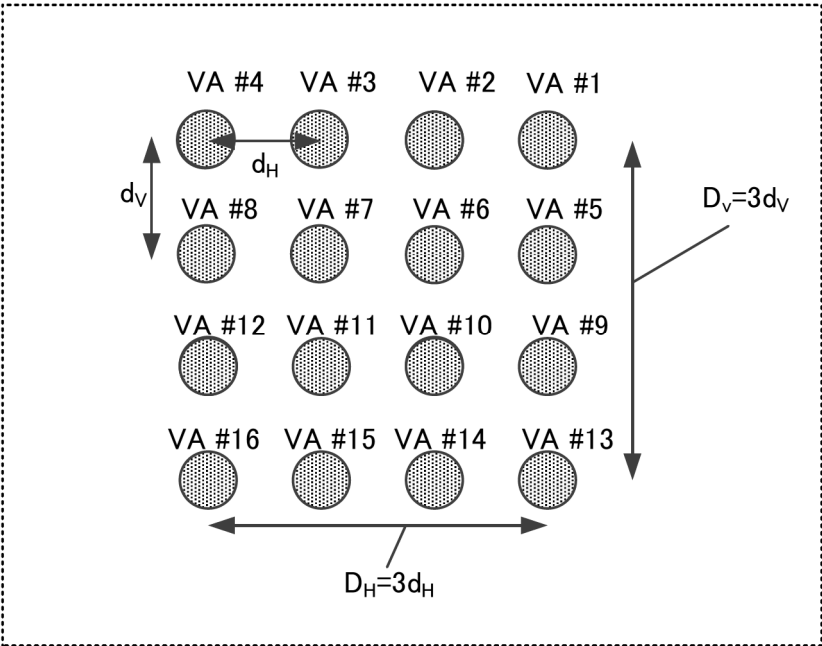 VA #4 VA #3 VA #2 VA #1
dH
dV
Dv=3dV
VA #8 VA #7 VA #6 VA #5
VA #12 VA #11 VA #10 VA #9
VA #16 VA #15 VA #14 VA #13
DH=3dH